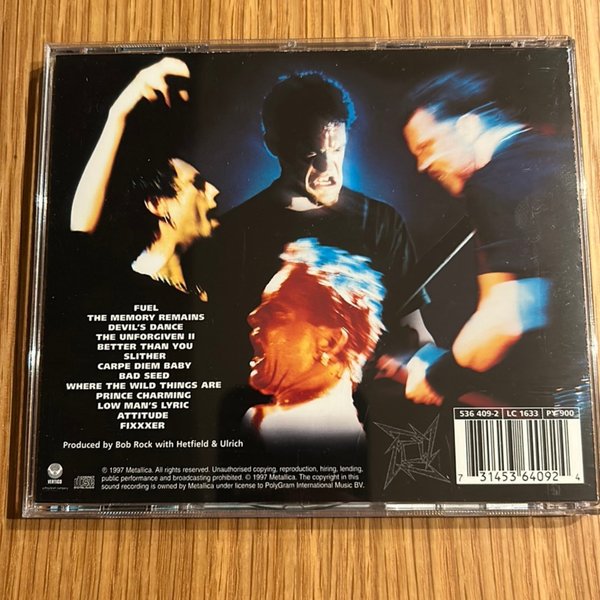 FUEL
THE MEMORY REMAINS
DEVIL'S DANCE
THE UNFORGIVEN II
BETTER THAN YOU
SLITHER
CARPE DIEM BABY
BAD SEED
WHERE THE WILD THINGS ARE
PRINCE CHARMING
LOW MAN'S LYRIC
ATTITUDE
FIXXXER
Produced by Bob Rock with Hetfield & Ulrich
536 409-2 LC 1633 PY 900
7 31453 64092 4
VERTIGO
℗ 1997 Metallica. All rights reserved. Unauthorised copying, reproduction, hiring, lending,
public performance and broadcasting prohibited. © 1997 Metallica. The copyright in this
sound recording is owned by Metallica under license to PolyGram International Music BV.